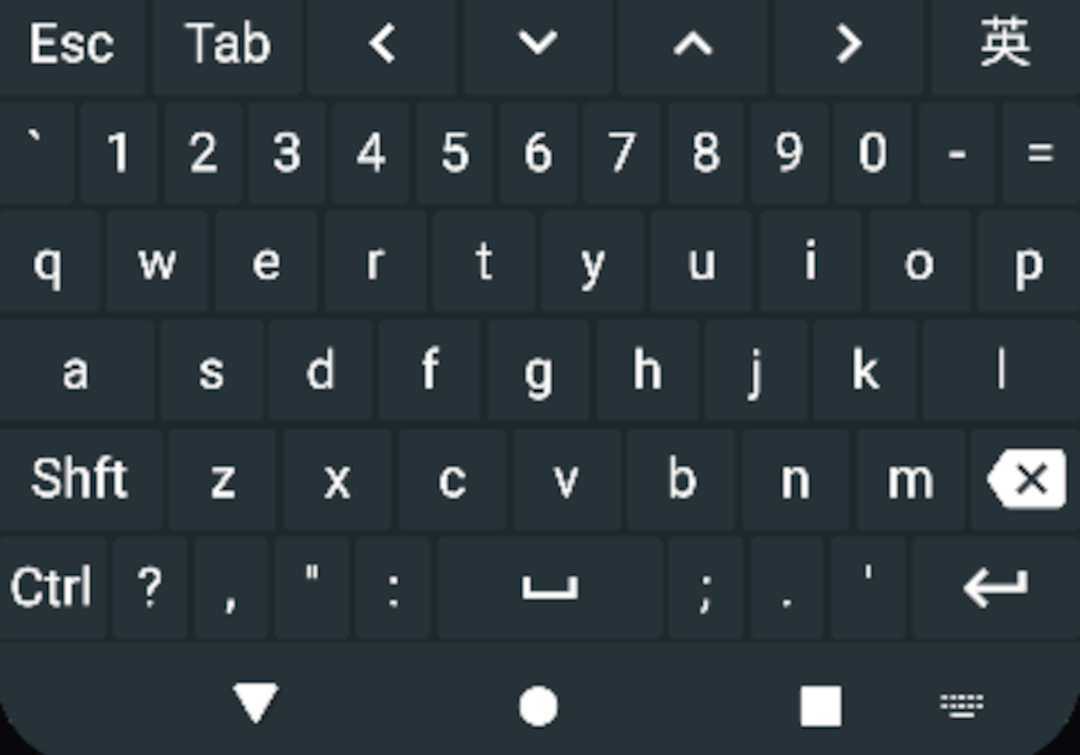 Esc Tab 英
` 1 2 3 4 5 6 7 8 9 0 - =
q w e r t y u i o p
a s d f g h j k l
Shft z x c v b n m
Ctrl ? , " : ; . '